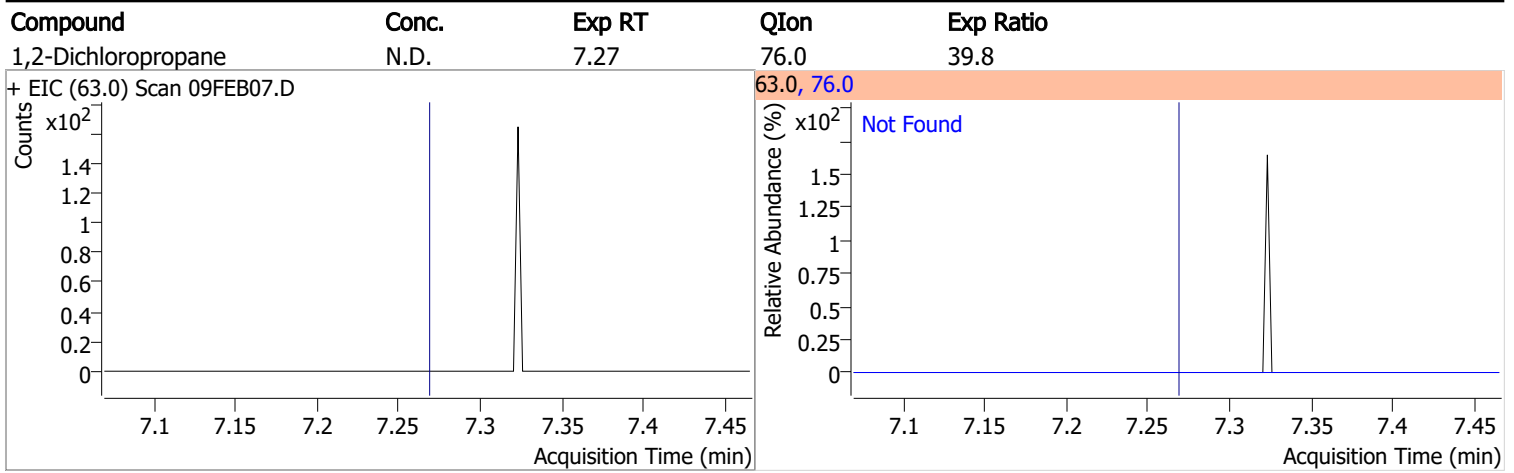 Compound Conc. Exp RT QIon Exp Ratio
1,2-Dichloropropane N.D. 7.27 76.0 39.8
+ EIC (63.0) Scan 09FEB07.D
Counts
x10²
1.4
1.2
1
0.8
0.6
0.4
0.2
0
7.1 7.15 7.2 7.25 7.3 7.35 7.4 7.45
Acquisition Time (min)
63.0, 76.0
Relative Abundance (%)
x10²
Not Found
1.5
1.25
1
0.75
0.5
0.25
0
7.1 7.15 7.2 7.25 7.3 7.35 7.4 7.45
Acquisition Time (min)